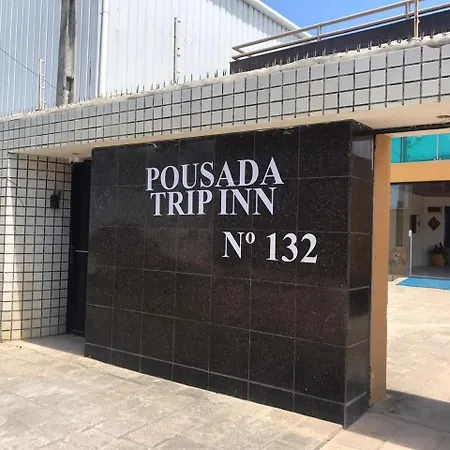 POUSADA
TRIP INN
Nº 132